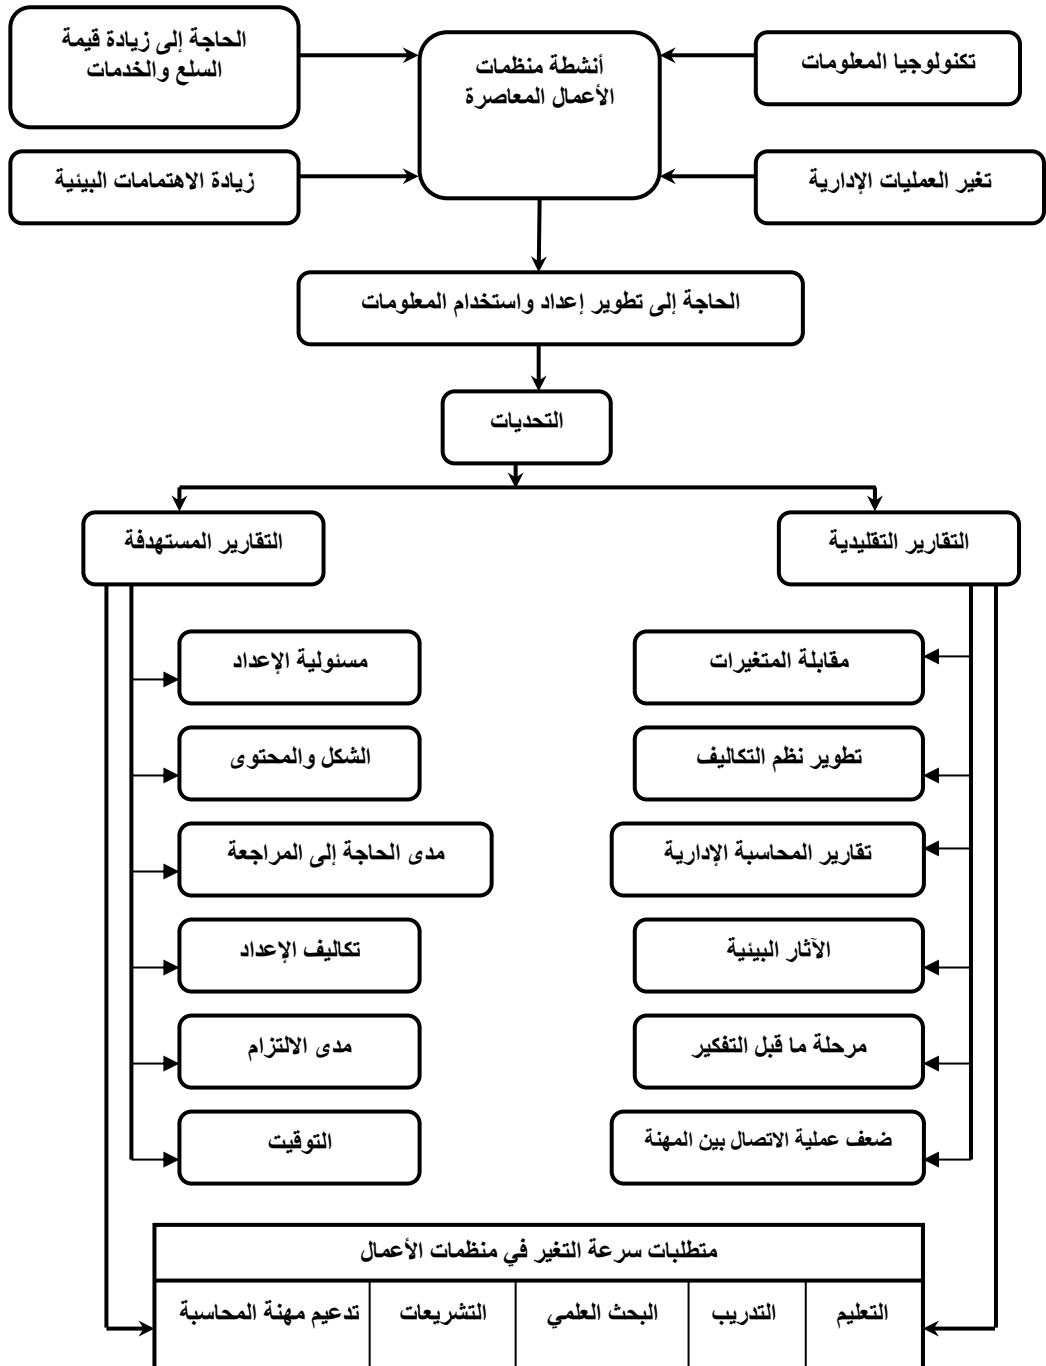 الحاجة إلى زيادة قيمة
السلع والخدمات
أنشطة منظمات
الأعمال المعاصرة
تكنولوجيا المعلومات
زيادة الاهتمامات البيئية
تغير العمليات الإدارية
الحاجة إلى تطوير إعداد واستخدام المعلومات
التحديات
التقارير التقليدية
مقابلة المتغيرات
تطوير نظم التكاليف
تقارير المحاسبة الإدارية
الآثار البيئية
مرحلة ما قبل التفكير
ضعف عملية الاتصال بين المهنة
التقارير المستهدفة
مسئولية الإعداد
الشكل والمحتوى
مدى الحاجة إلى المراجعة
تكاليف الإعداد
مدى الالتزام
التوقيت
متطلبات سرعة التغير في منظمات الأعمال
التعليم
التدريب
البحث العلمي
التشريعات
تدعيم مهنة المحاسبة